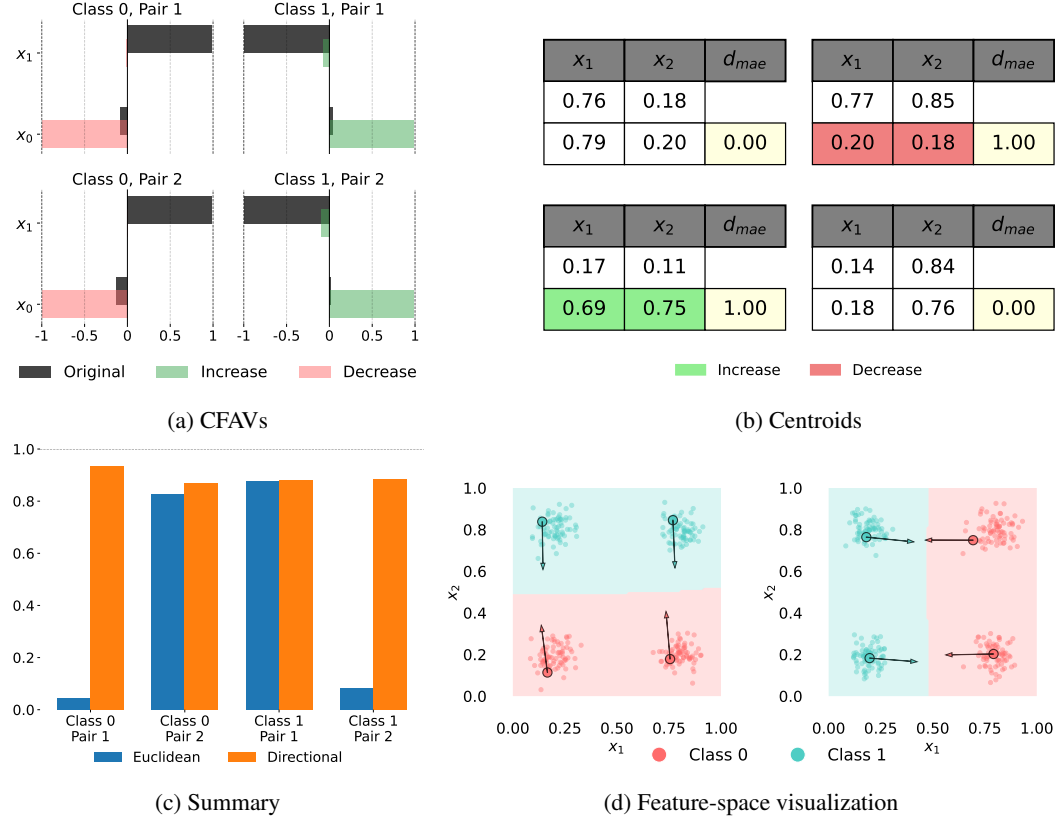 Class 0, Pair 1
Class 1, Pair 1
x₁
x₀
Class 0, Pair 2
Class 1, Pair 2
x₁
x₀
-1 -0.5 0 0.5 -1 -0.5 0 0.5 1
Original Increase Decrease
(a) CFAVs
x₁ x₂ d_mae
0.76 0.18
0.79 0.20 0.00
x₁ x₂ d_mae
0.77 0.85
0.20 0.18 1.00
x₁ x₂ d_mae
0.17 0.11
0.69 0.75 1.00
x₁ x₂ d_mae
0.14 0.84
0.18 0.76 0.00
Increase Decrease
(b) Centroids
1.0
0.8
0.6
0.4
0.2
0.0
Class 0
Pair 1
Class 0
Pair 2
Class 1
Pair 1
Class 1
Pair 2
Euclidean Directional
(c) Summary
x₂
1.0
0.8
0.6
0.4
0.2
0.0
0.00 0.25 0.50 0.75 1.00
x₁
x₂
1.0
0.8
0.6
0.4
0.2
0.0
0.00 0.25 0.50 0.75 1.00
x₁
Class 0 Class 1
(d) Feature-space visualization